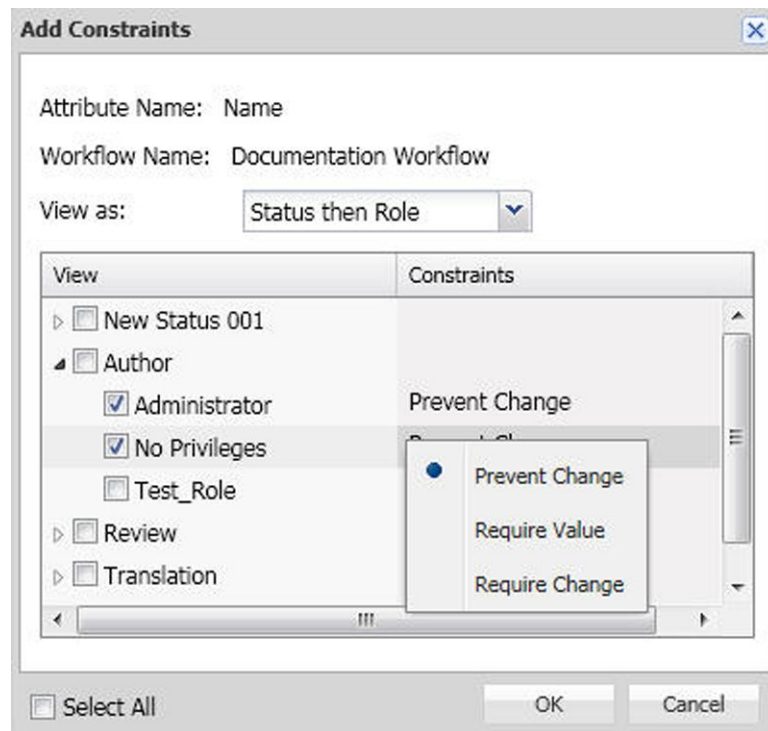 Add Constraints
Attribute Name: Name
Workflow Name: Documentation Workflow
View as: Status then Role
View Constraints
New Status 001
Author
Administrator Prevent Change
No Privileges
Prevent Change
Test_Role
Require Value
Review
Require Change
Translation
Select All OK Cancel